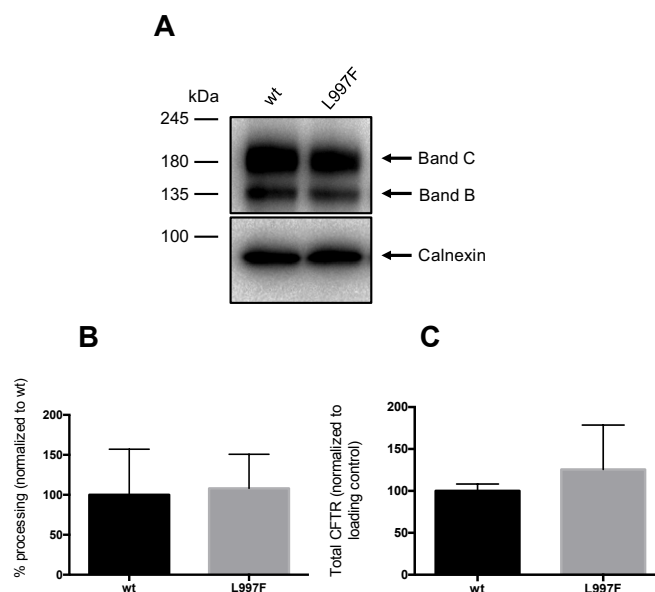 A
kDa
wt
L997F
245
180
135
100
Band C
Band B
Calnexin
B
% processing (normalized to wt)
200
150
100
50
0
wt
L997F
C
Total CFTR (normalized to
loading control)
200
150
100
50
0
wt
L997F